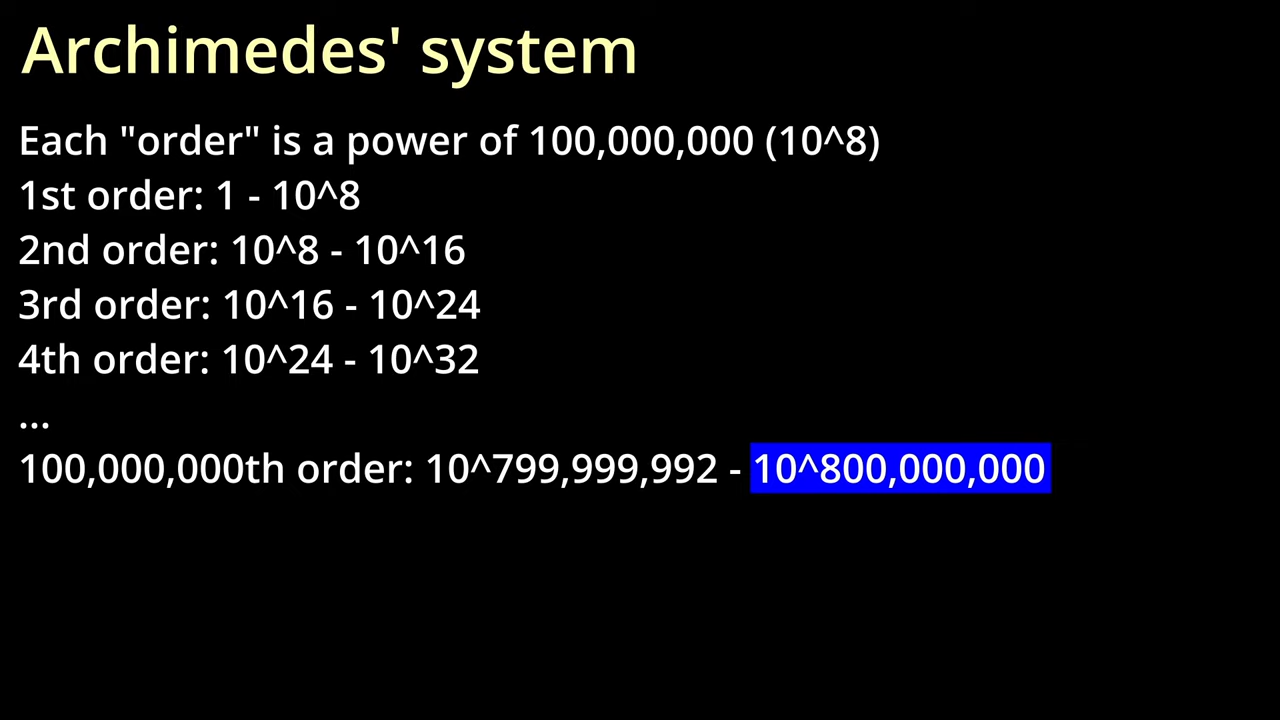 Archimedes' system
Each "order" is a power of 100,000,000 (10^8)
1st order: 1 - 10^8
2nd order: 10^8 - 10^16
3rd order: 10^16 - 10^24
4th order: 10^24 - 10^32
...
100,000,000th order: 10^799,999,992 - 10^800,000,000